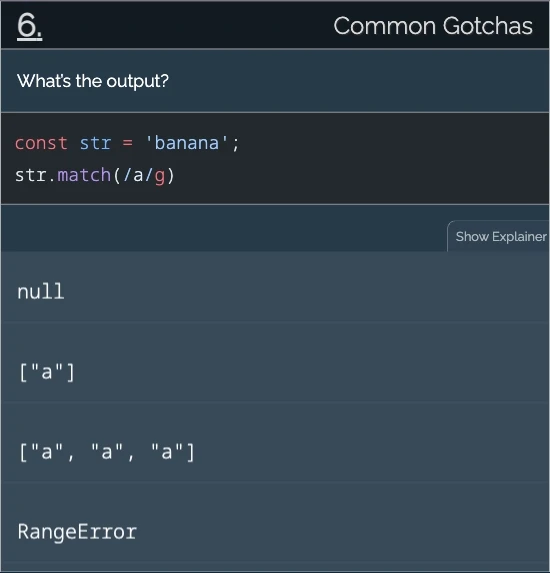 6.
Common Gotchas
What's the output?
const str = 'banana';
str.match(/a/g)
Show Explainer
null
["a"]
["a", "a", "a"]
RangeError